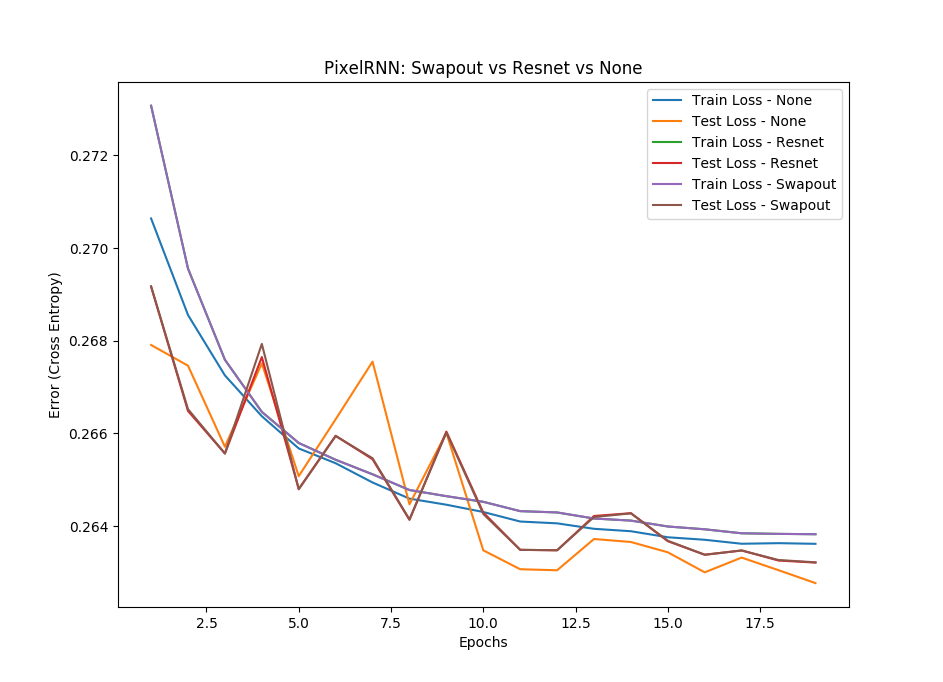 PixelRNN: Swapout vs Resnet vs None
Train Loss - None
Test Loss - None
Train Loss - Resnet
Test Loss - Resnet
Train Loss - Swapout
Test Loss - Swapout
Error (Cross Entropy)
0.272
0.270
0.268
0.266
0.264
2.5
5.0
7.5
10.0
12.5
15.0
17.5
Epochs